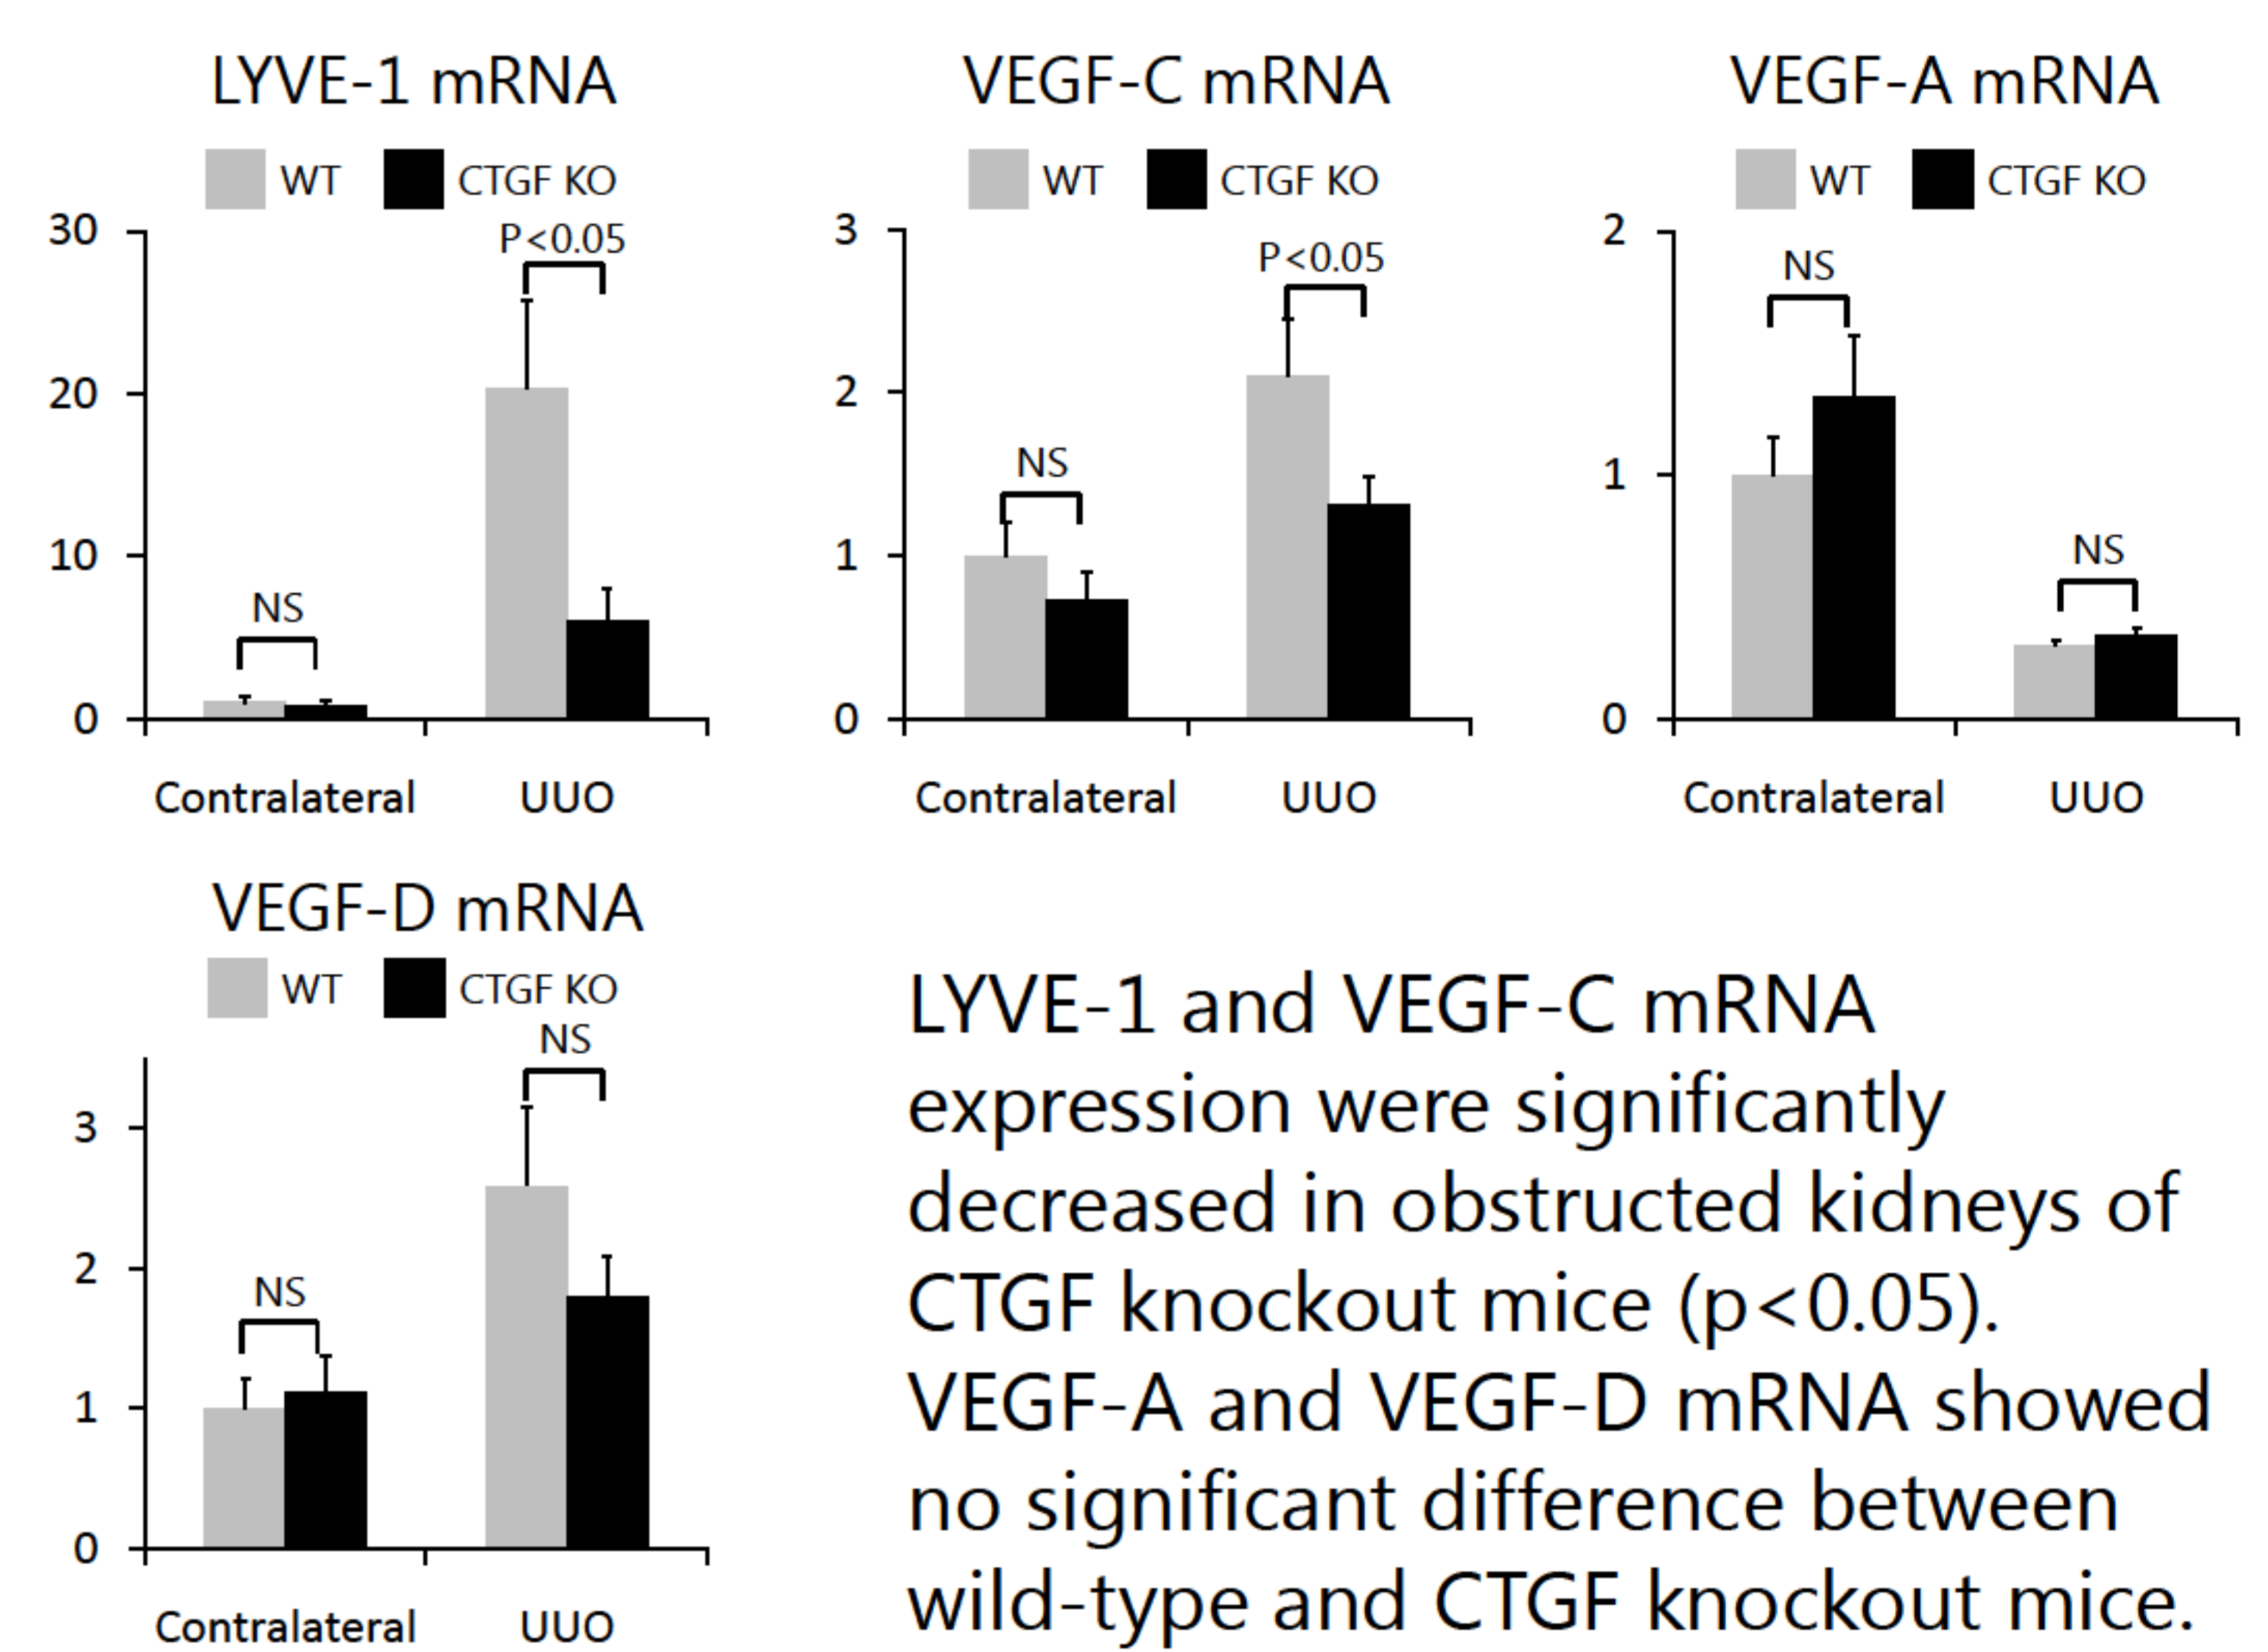 LYVE-1 mRNA
WT CTGF KO
30
20
10
0
P<0.05
NS
Contralateral UUO
VEGF-C mRNA
WT CTGF KO
3
2
1
0
P<0.05
NS
Contralateral UUO
VEGF-A mRNA
WT CTGF KO
2
1
0
NS
NS
Contralateral UUO
VEGF-D mRNA
WT CTGF KO
3
2
1
0
NS
NS
Contralateral UUO
LYVE-1 and VEGF-C mRNA
expression were significantly
decreased in obstructed kidneys of
CTGF knockout mice (p<0.05).
VEGF-A and VEGF-D mRNA showed
no significant difference between
wild-type and CTGF knockout mice.